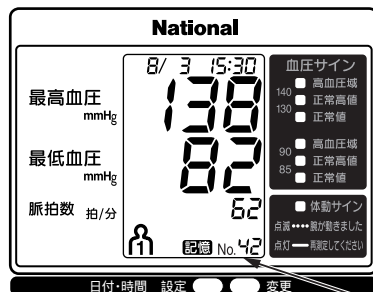 National
8/ 3 15:30
最高血圧
mmHg
138
最低血圧
mmHg
82
脈拍数 拍/分
62
1
記憶 No.42
血圧サイン
140
高血圧域
130
正常高値
正常値
90
高血圧域
85
正常高値
正常値
体動サイン
点滅••••腕が動きました
点灯━再測定してください
日付・時間 設定 変更